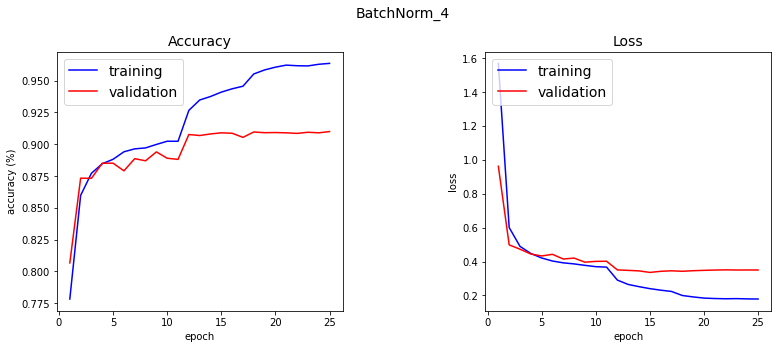 BatchNorm_4
Accuracy
training
validation
accuracy (%)
0.950
0.925
0.900
0.875
0.850
0.825
0.800
0.775
0 5 10 15 20 25
epoch
Loss
training
validation
loss
1.6
1.4
1.2
1.0
0.8
0.6
0.4
0.2
0 5 10 15 20 25
epoch